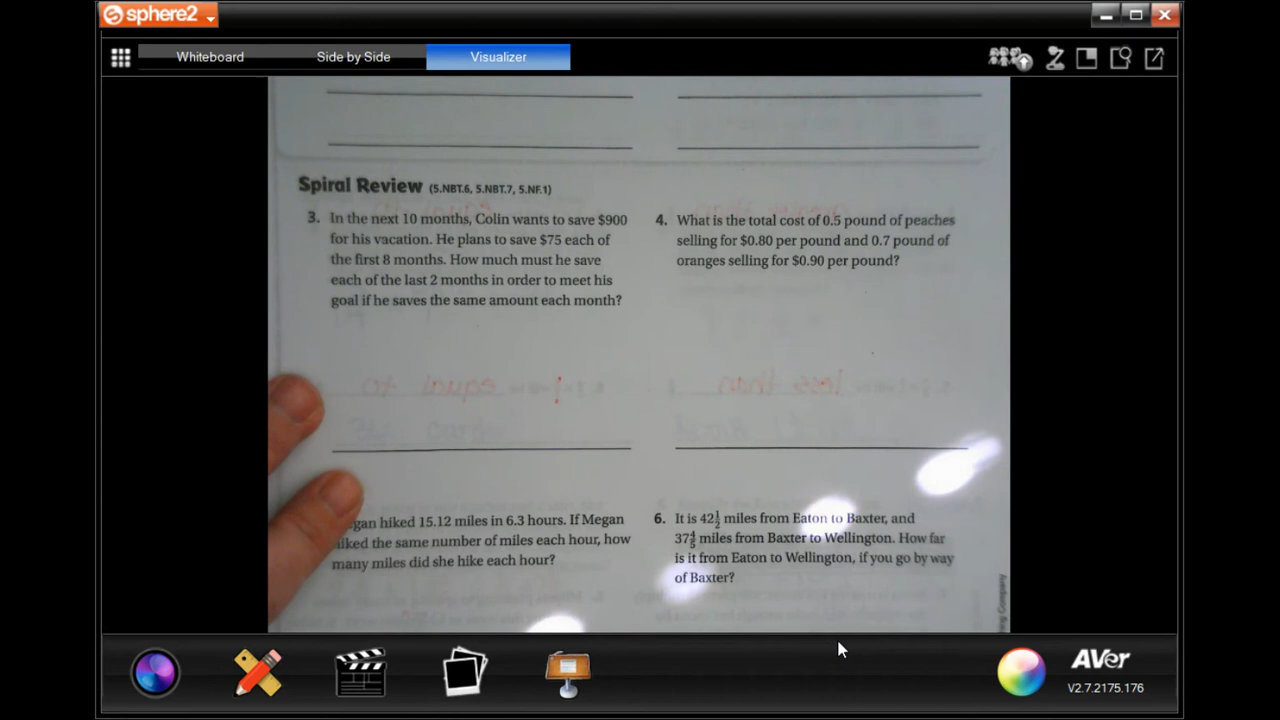 sphere2
Whiteboard
Side by Side
Visualizer
Spiral Review (5.NBT.6, 5.NBT.7, 5.NF.1)
3. In the next 10 months, Colin wants to save $900
for his vacation. He plans to save $75 each of
the first 8 months. How much must he save
each of the last 2 months in order to meet his
goal if he saves the same amount each month?
4. What is the total cost of 0.5 pound of peaches
selling for $0.80 per pound and 0.7 pound of
oranges selling for $0.90 per pound?
equal to
less than
gan hiked 15.12 miles in 6.3 hours. If Megan
iked the same number of miles each hour, how
many miles did she hike each hour?
6. It is 42 1/2 miles from Eaton to Baxter, and
37 4/5 miles from Baxter to Wellington. How far
is it from Eaton to Wellington, if you go by way
of Baxter?
AVer
V2.7.2175.176